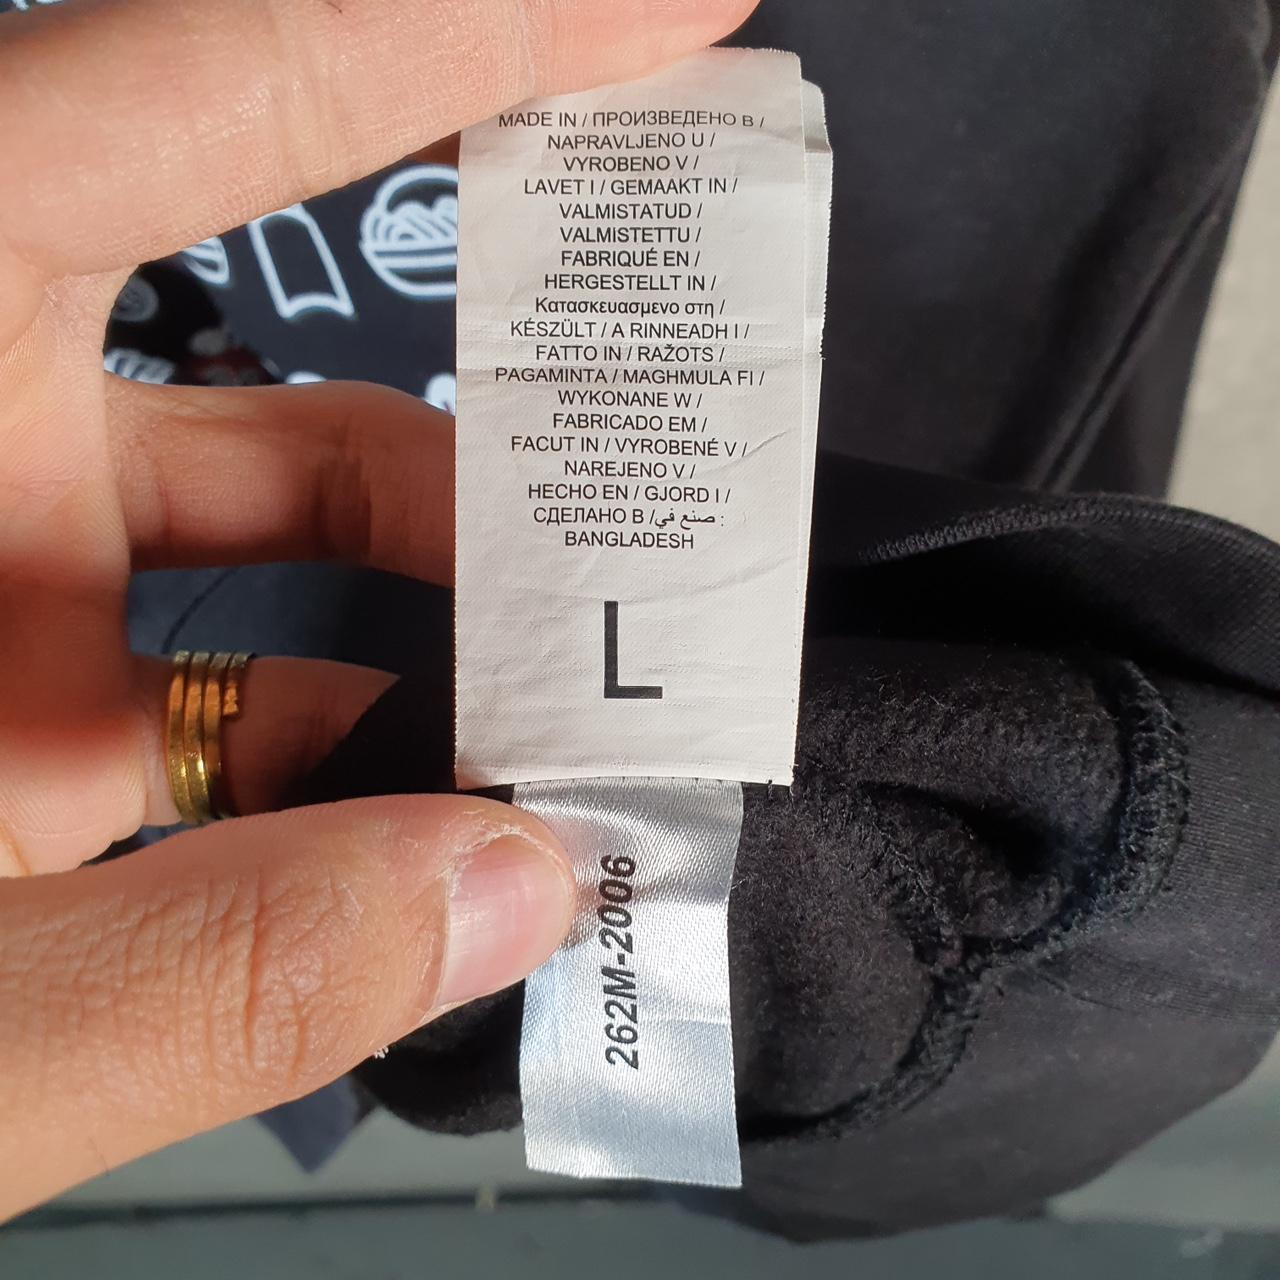 MADE IN / ПРОИЗВЕДЕНО В /
NAPRAVLJENO U /
VYROBENO V /
LAVET I / GEMAAKT IN /
VALMISTATUD /
VALMISTETTU /
FABRIQUÉ EN /
HERGESTELLT IN /
Κατασκευασμενο στη /
KÉSZÜLT / A RINNEADH I /
FATTO IN / RAŽOTS /
PAGAMINTA / MAGHMULA FI /
WYKONANE W /
FABRICADO EM /
FACUT IN / VYROBENÉ V /
NAREJENO V /
HECHO EN / GJORD I /
СДЕЛАНО В /صنع في :
BANGLADESH
L
262M-2006